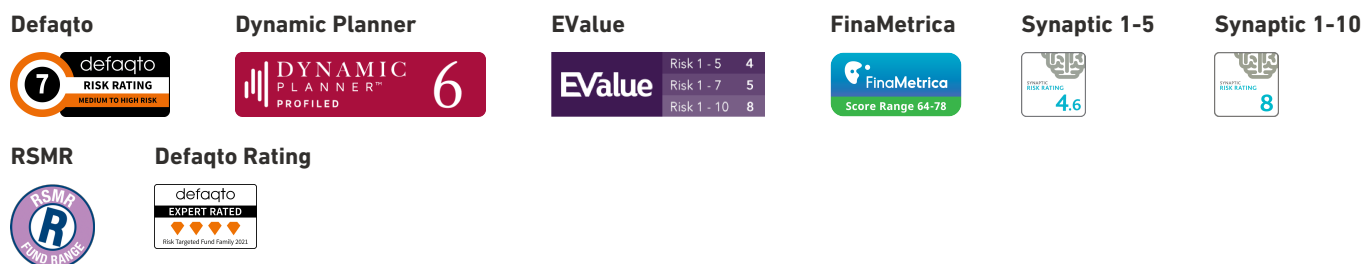 Defaqto
Dynamic Planner
EValue
FinaMetrica
Synaptic 1-5
Synaptic 1-10
7
defaqto
RISK RATING
MEDIUM TO HIGH RISK
DYNAMIC
PLANNER™
PROFILED
6
EValue
Risk 1 - 5 4
Risk 1 - 7 5
Risk 1 - 10 8
FinaMetrica
Score Range 64-78
SYNAPTIC
RISK RATING
4.6
SYNAPTIC
RISK RATING
8
RSMR
Defaqto Rating
RSMR
R
FUND RANGE
defaqto
EXPERT RATED
Risk Targeted Fund Family 2021